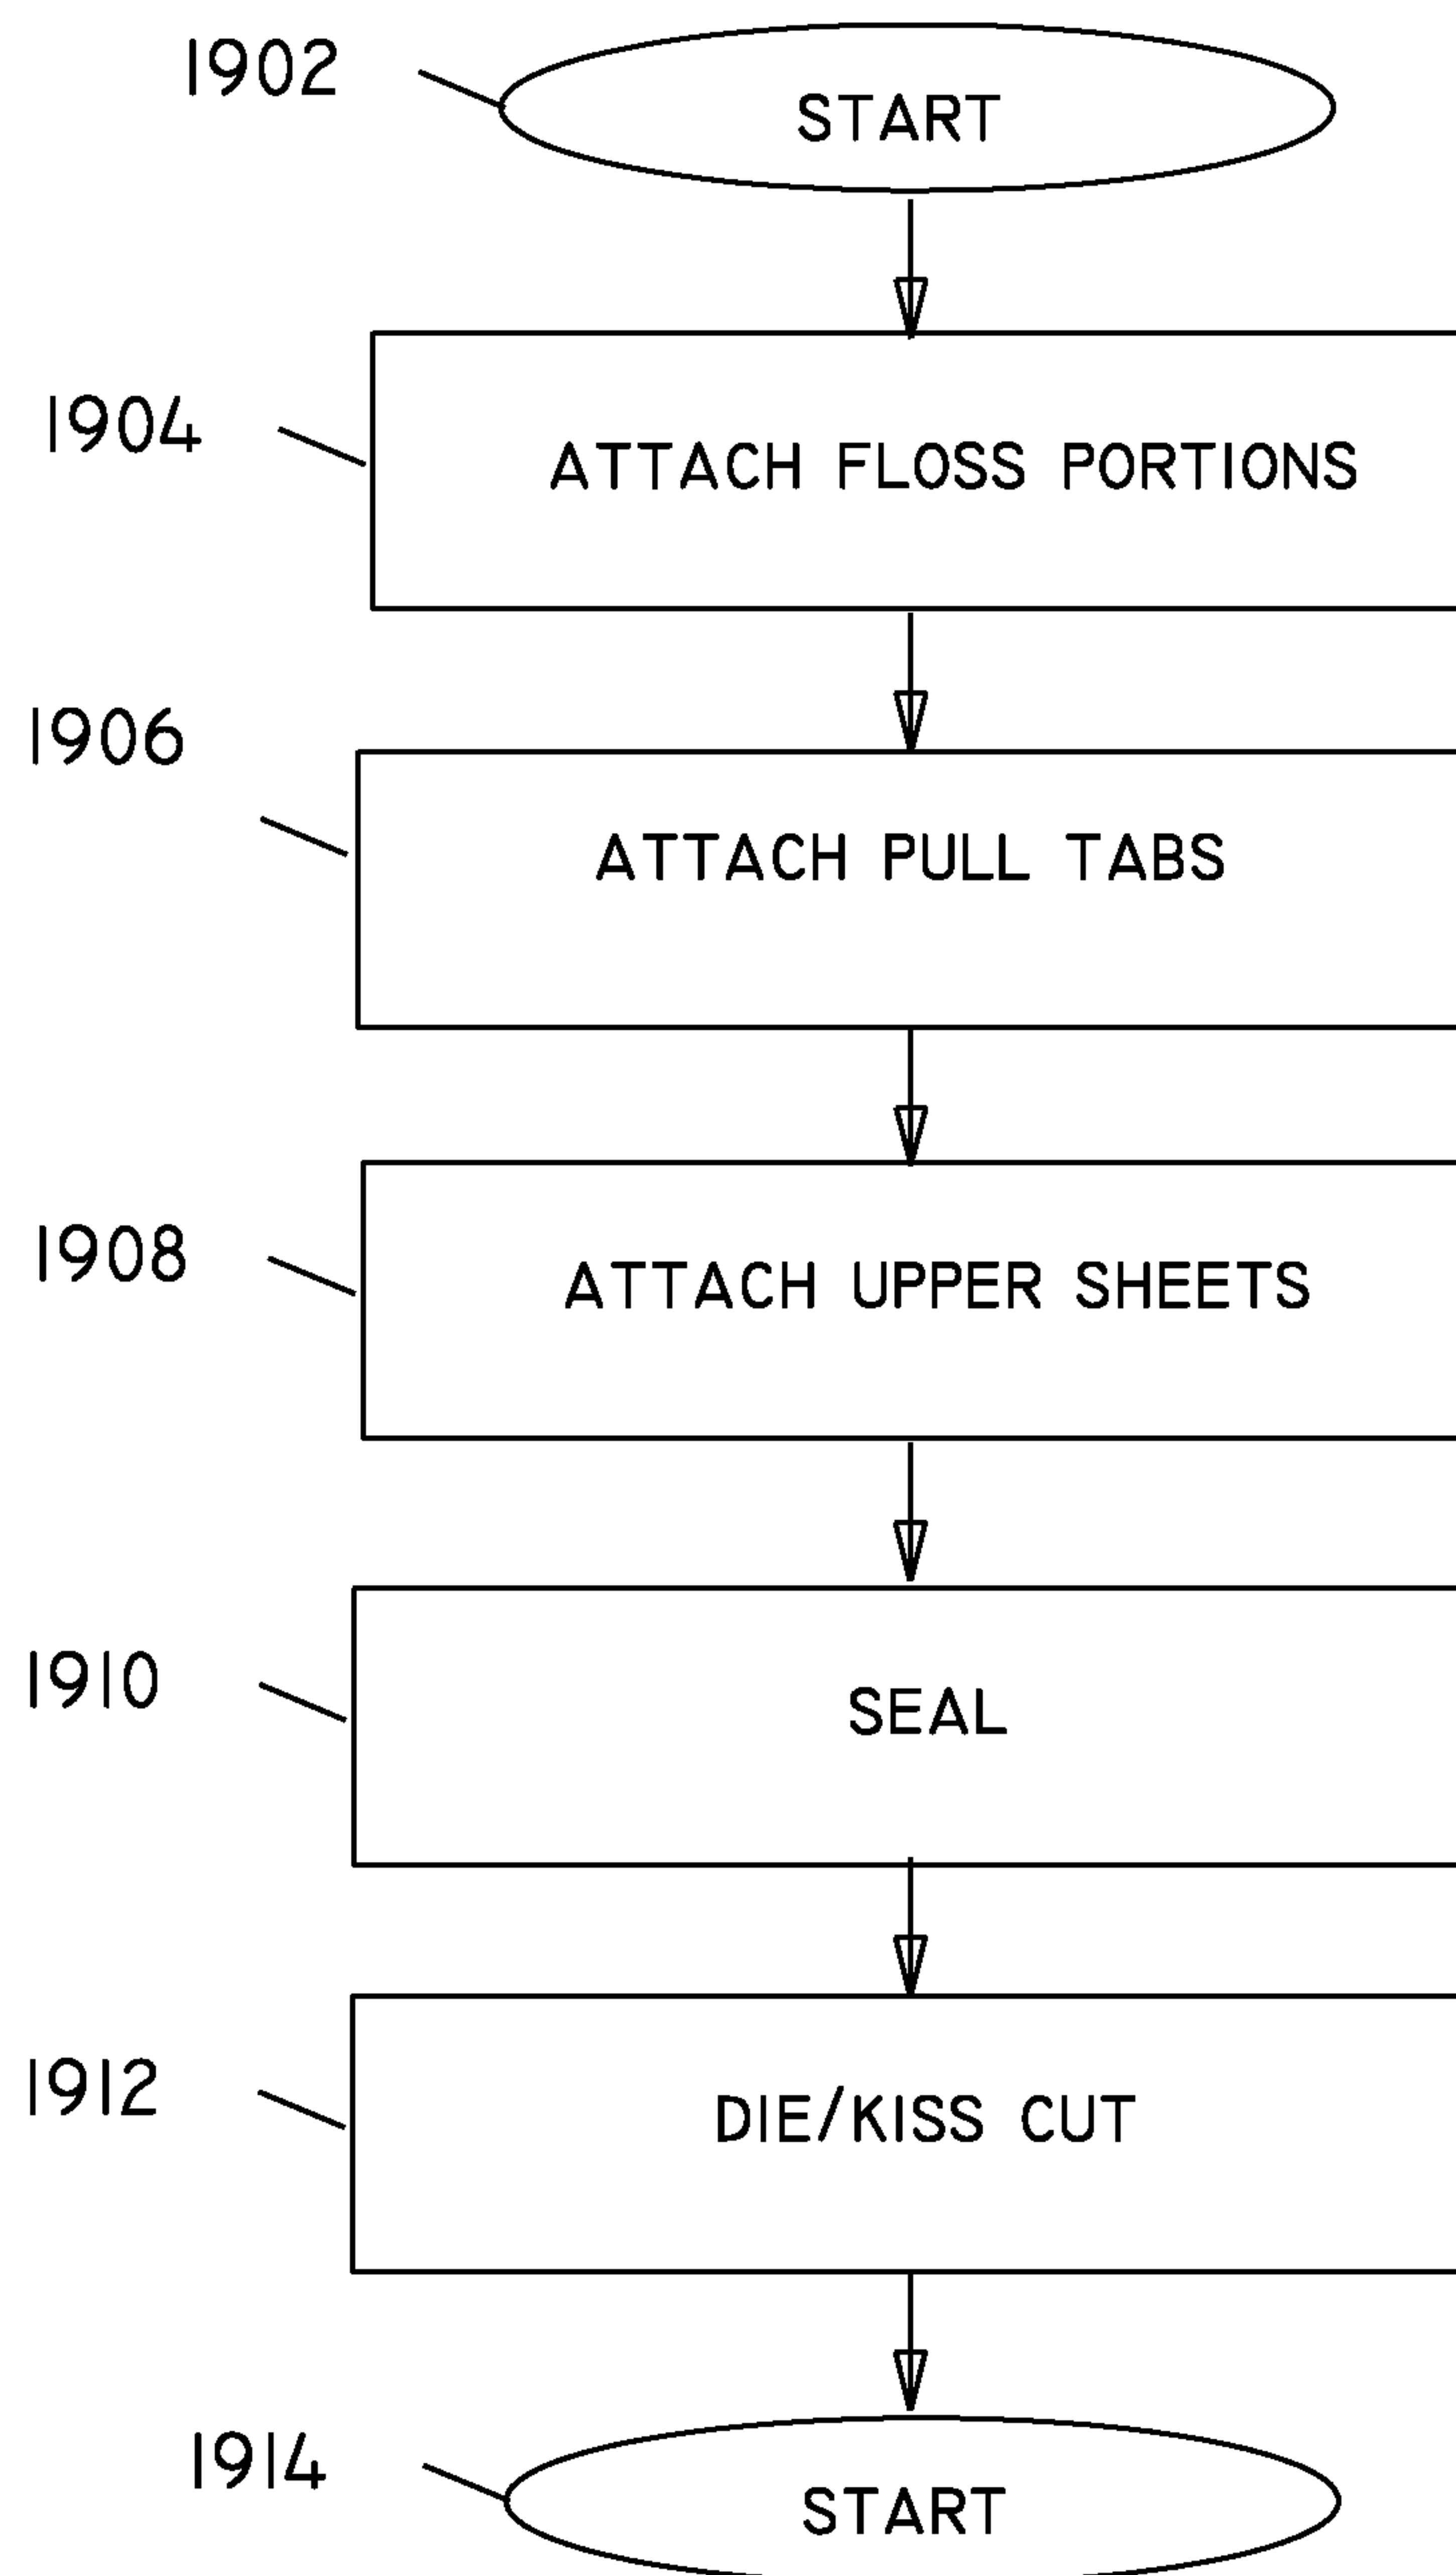 1902
START
1904
ATTACH FLOSS PORTIONS
1906
ATTACH PULL TABS
1908
ATTACH UPPER SHEETS
1910
SEAL
1912
DIE/KISS CUT
1914
START